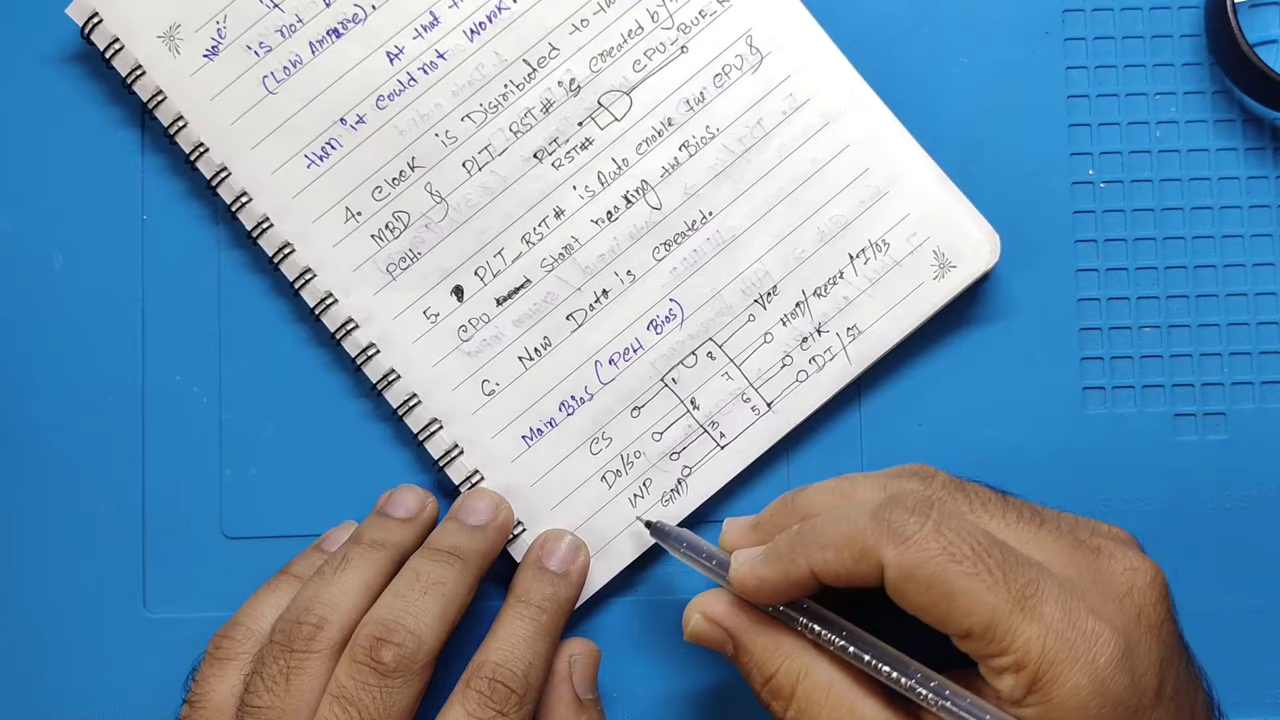 Note:- if
is not b
(Low Ampere).
At that t
then it could not work.
4. Clock is Distributed to
MBD & PLT_RST# is created by
PCH.
PLT_
RST#
CPU_BUF_R
5. PLT_RST# is Auto enable for CPU &
CPU Start reading the Bios.
6. Now Data is created.
Main Bios (PCH Bios)
CS
DO/SO
WP
GND
1
2
3
4
8
7
6
5
Vcc
HOLD/Reset/I/O3
CLK
DI/SI